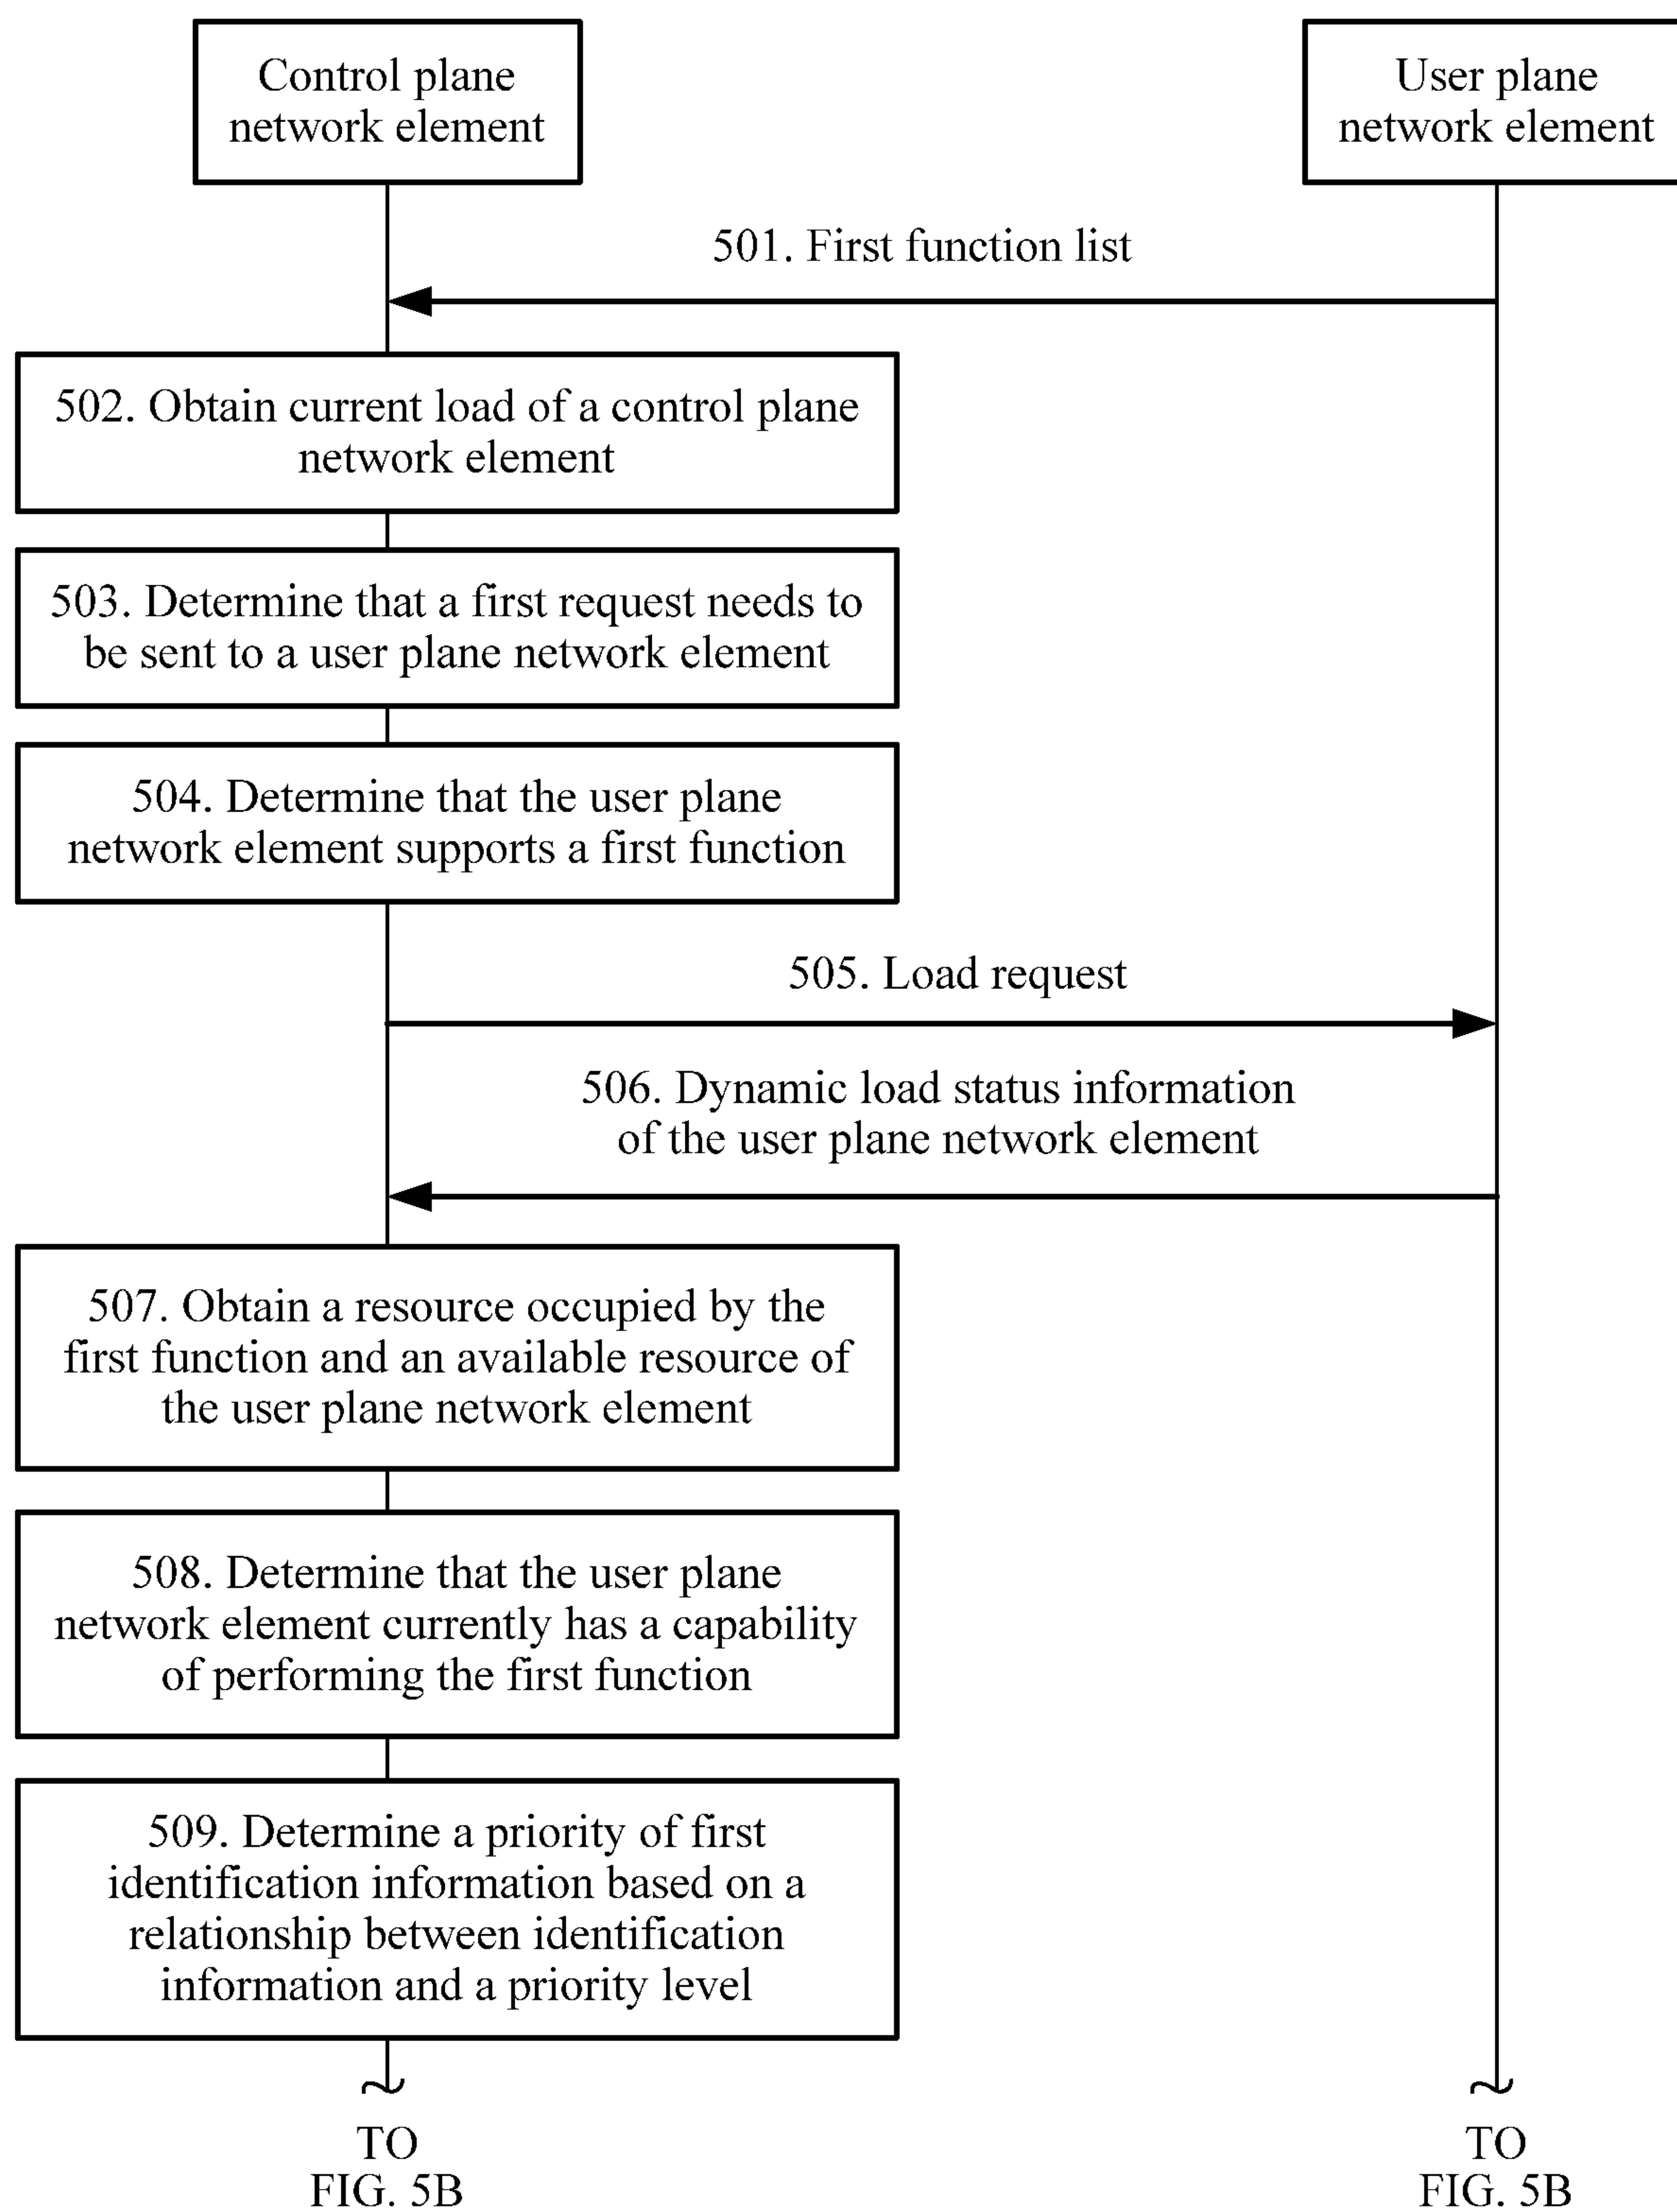 Control plane
network element
User plane
network element
501. First function list
502. Obtain current load of a control plane
network element
503. Determine that a first request needs to
be sent to a user plane network element
504. Determine that the user plane
network element supports a first function
505. Load request
506. Dynamic load status information
of the user plane network element
507. Obtain a resource occupied by the
first function and an available resource of
the user plane network element
508. Determine that the user plane
network element currently has a capability
of performing the first function
509. Determine a priority of first
identification information based on a
relationship between identification
information and a priority level
TO
FIG. 5B
TO
FIG. 5B